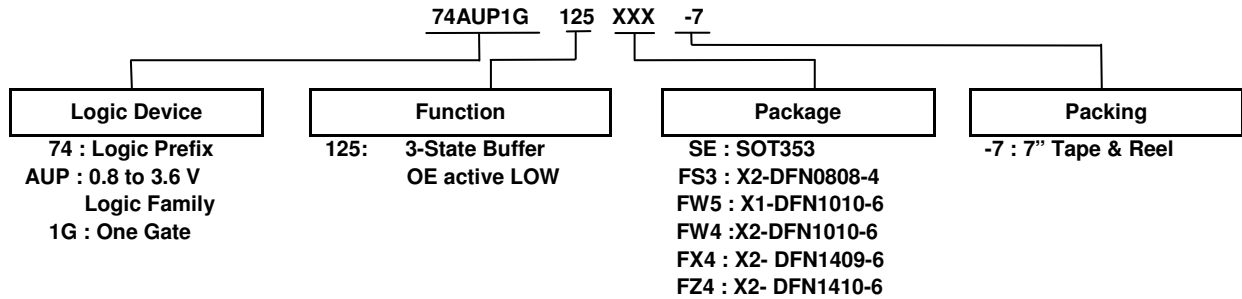 74AUP1G 125 XXX -7
Logic Device
74 : Logic Prefix
AUP : 0.8 to 3.6 V
Logic Family
1G : One Gate
Function
125: 3-State Buffer
OE active LOW
Package
SE : SOT353
FS3 : X2-DFN0808-4
FW5 : X1-DFN1010-6
FW4 :X2-DFN1010-6
FX4 : X2- DFN1409-6
FZ4 : X2- DFN1410-6
Packing
-7 : 7” Tape & Reel